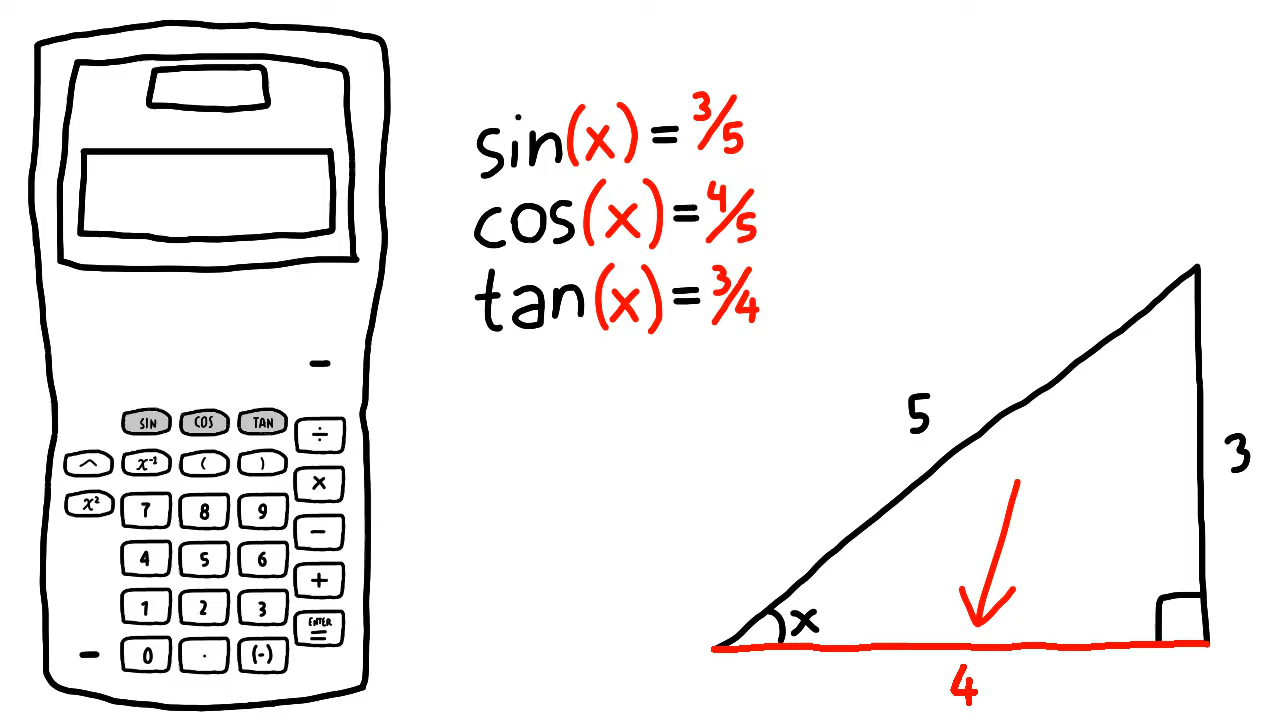 sin(x) = 3/5
cos(x) = 4/5
tan(x) = 3/4
–
SIN COS TAN ÷
^ x⁻¹ ( ) ×
x² 7 8 9 −
4 5 6 +
1 2 3 ENTER =
– 0 . (-)
5
3
x
4